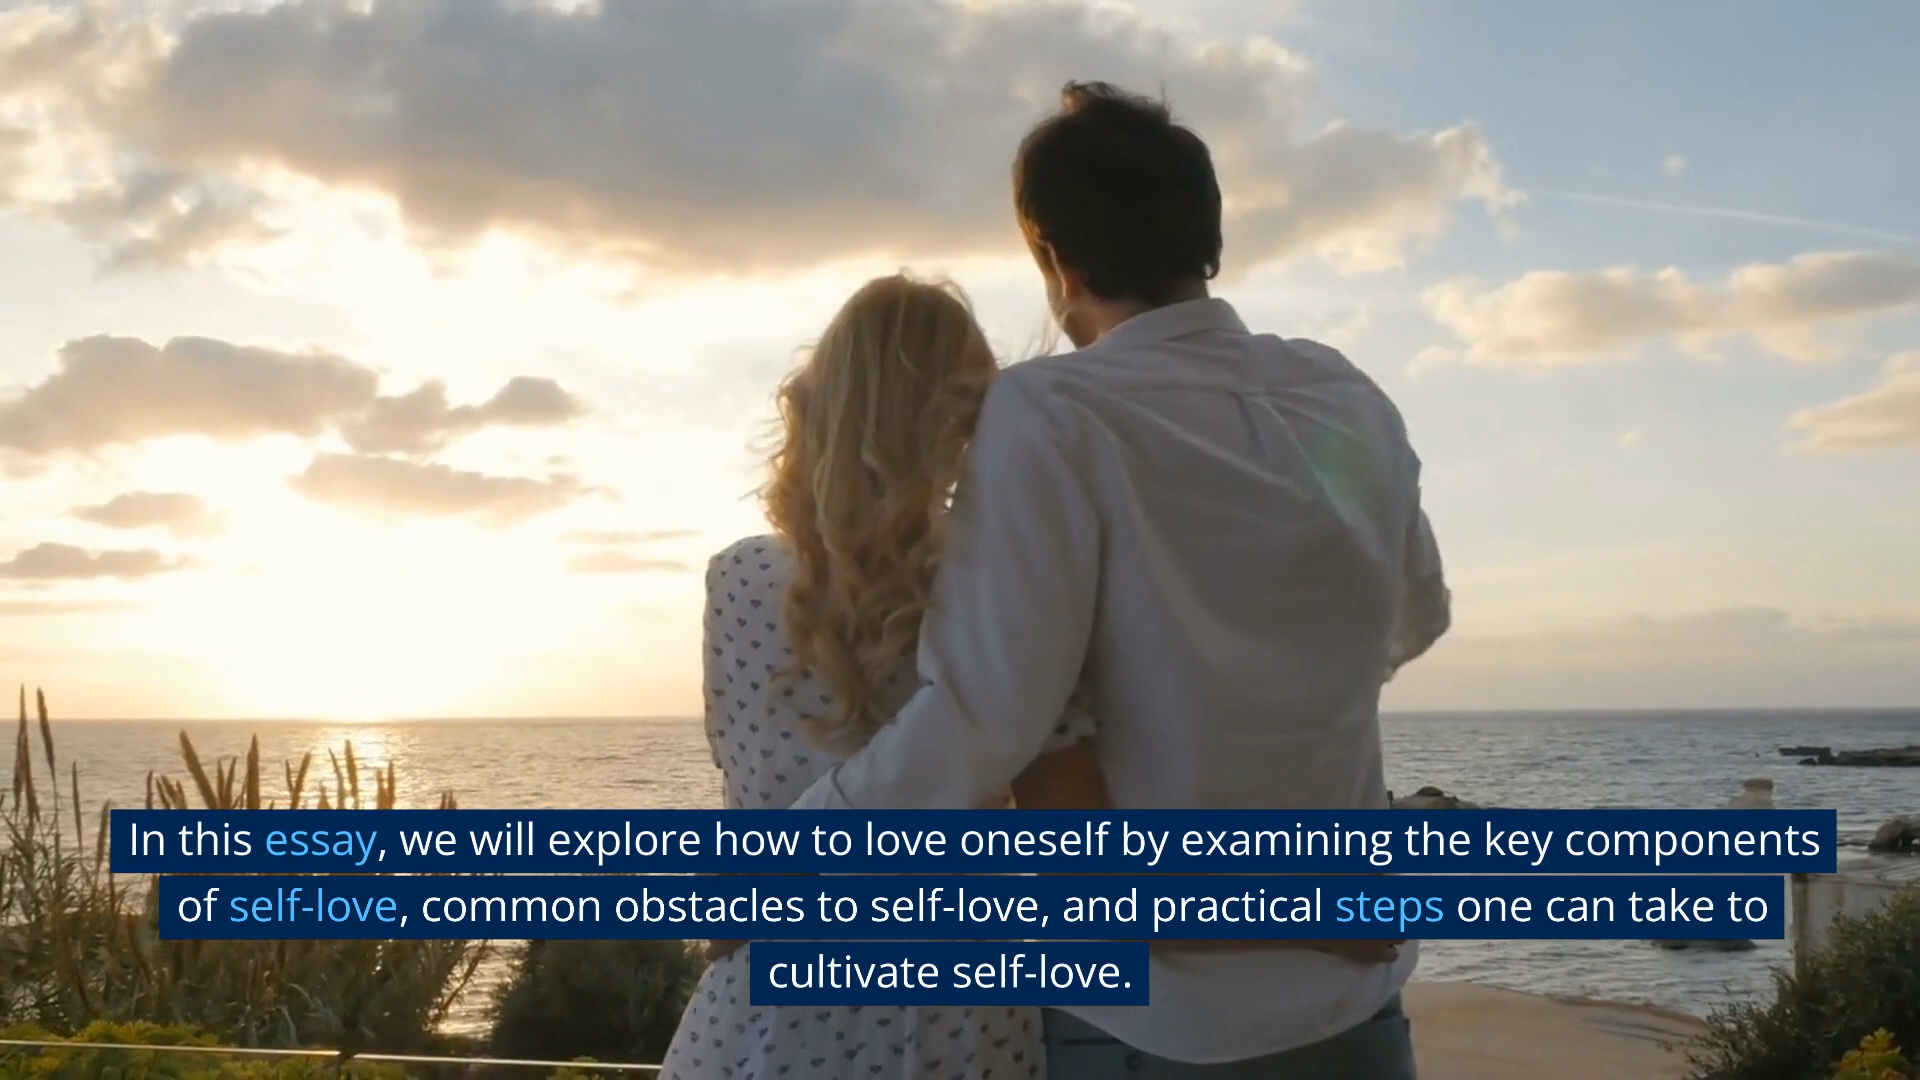 In this essay, we will explore how to love oneself by examining the key components
of self-love, common obstacles to self-love, and practical steps one can take to
cultivate self-love.